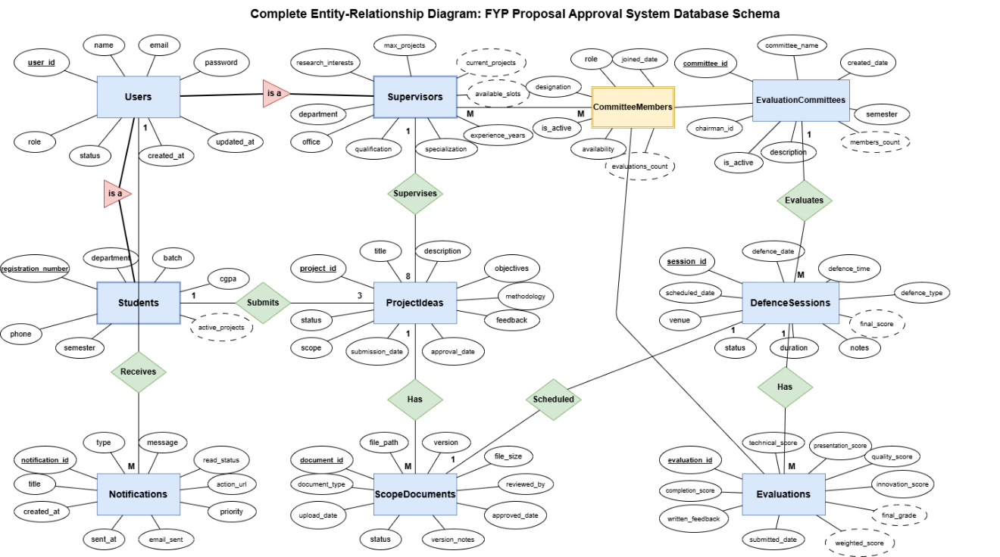 Complete Entity-Relationship Diagram: FYP Proposal Approval System Database Schema
name
email
user_id
password
Users
role
status
created_at
updated_at
1
is a
is a
max_projects
research_interests
current_projects
available_slots
Supervisors
department
office
qualification
specialization
experience_years
1
M
role
joined_date
designation
CommitteeMembers
M
is_active
availability
evaluations_count
committee_name
committee_id
created_date
EvaluationCommittees
semester
chairman_id
members_count
is_active
description
1
Supervises
Evaluates
registration_number
department
batch
cgpa
Students
active_projects
phone
semester
1
Submits
3
title
description
project_id
objectives
8
methodology
ProjectIdeas
status
feedback
scope
submission_date
approval_date
1
session_id
defence_date
defence_time
M
scheduled_date
defence_type
DefenceSessions
venue
final_score
1
1
status
duration
notes
Receives
Has
Scheduled
Has
type
message
notification_id
read_status
M
title
action_url
Notifications
created_at
priority
sent_at
email_sent
file_path
version
document_id
file_size
M
1
document_type
reviewed_by
ScopeDocuments
upload_date
approved_date
status
version_notes
technical_score
presentation_score
evaluation_id
quality_score
M
completion_score
innovation_score
Evaluations
written_feedback
final_grade
submitted_date
weighted_score